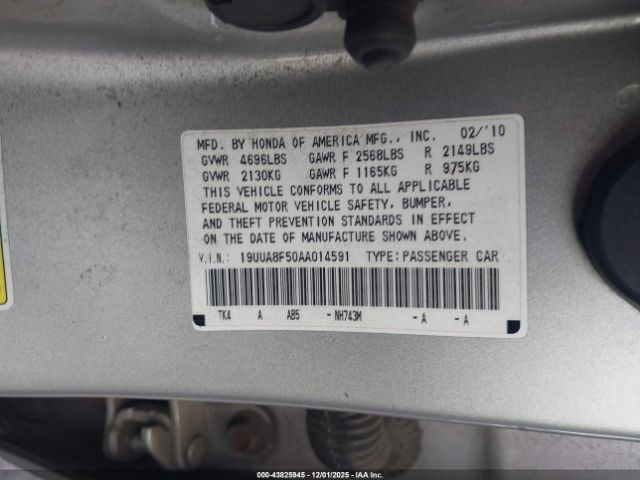 MFD. BY HONDA OF AMERICA MFG., INC. 02/'10
GVWR 4696LBS GAWR F 2568LBS R 2149LBS
GVWR 2130KG GAWR F 1165KG R 975KG
THIS VEHICLE CONFORMS TO ALL APPLICABLE
FEDERAL MOTOR VEHICLE SAFETY, BUMPER,
AND THEFT PREVENTION STANDARDS IN EFFECT
ON THE DATE OF MANUFACTURE SHOWN ABOVE.
V.I.N.: 19UUA8F50AA014591 TYPE: PASSENGER CAR
TK4 A AB5 - NH743M - A - A
000-43825945 - 12/01/2025 - IAA Inc.